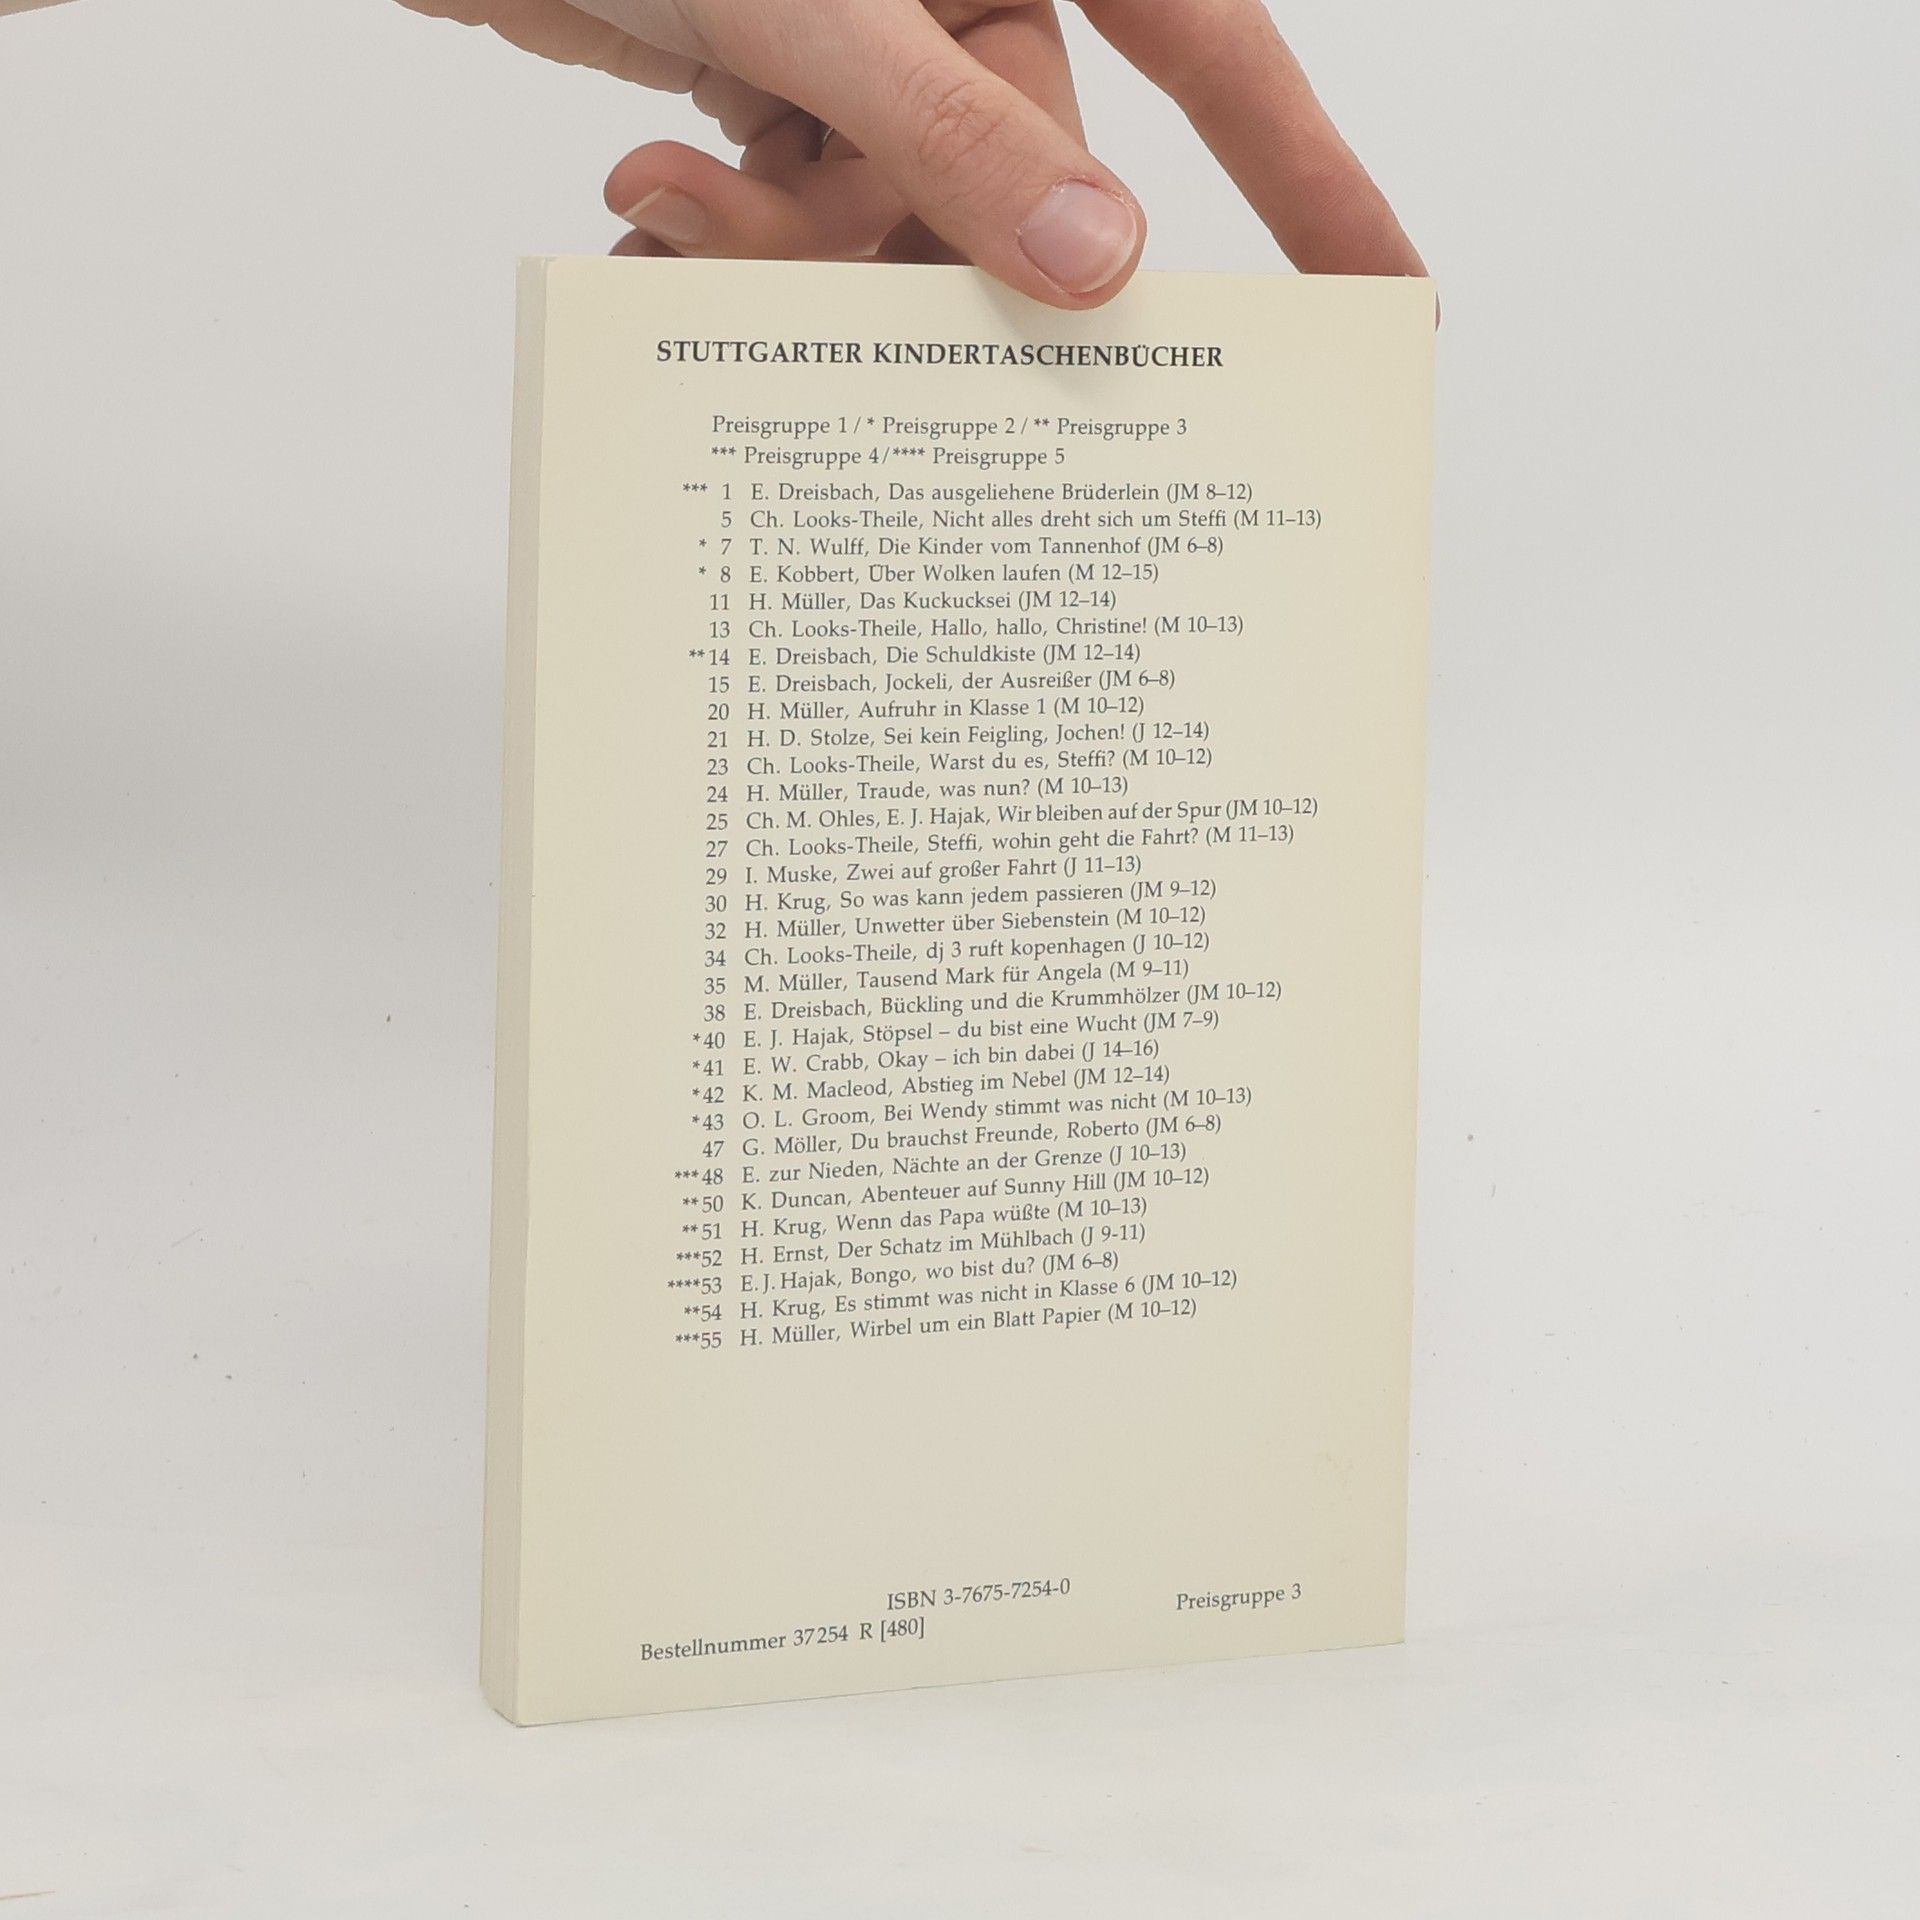 STUTTGARTER KINDERTASCHENBÜCHER
Preisgruppe 1 / * Preisgruppe 2 / ** Preisgruppe 3
*** Preisgruppe 4/**** Preisgruppe 5
*** 1 E. Dreisbach, Das ausgeliehene Brüderlein (JM 8–12)
5 Ch. Looks-Theile, Nicht alles dreht sich um Steffi (M 11–13)
* 7 T. N. Wulff, Die Kinder vom Tannenhof (JM 6–8)
* 8 E. Kobbert, Über Wolken laufen (M 12–15)
11 H. Müller, Das Kuckucksei (JM 12–14)
13 Ch. Looks-Theile, Hallo, hallo, Christine! (M 10–13)
**14 E. Dreisbach, Die Schuldkiste (JM 12–14)
15 E. Dreisbach, Jockeli, der Ausreißer (JM 6–8)
20 H. Müller, Aufruhr in Klasse 1 (M 10–12)
21 H. D. Stolze, Sei kein Feigling, Jochen! (J 12–14)
23 Ch. Looks-Theile, Warst du es, Steffi? (M 10–12)
24 H. Müller, Traude, was nun? (M 10–13)
25 Ch. M. Ohles, E. J. Hajak, Wir bleiben auf der Spur (JM 10–12)
27 Ch. Looks-Theile, Steffi, wohin geht die Fahrt? (M 11–13)
29 I. Muske, Zwei auf großer Fahrt (J 11–13)
30 H. Krug, So was kann jedem passieren (JM 9–12)
32 H. Müller, Unwetter über Siebenstein (M 10–12)
34 Ch. Looks-Theile, dj 3 ruft kopenhagen (J 10–12)
35 M. Müller, Tausend Mark für Angela (M 9–11)
38 E. Dreisbach, Bückling und die Krummhölzer (JM 10–12)
*40 E. J. Hajak, Stöpsel – du bist eine Wucht (JM 7–9)
*41 E. W. Crabb, Okay – ich bin dabei (J 14–16)
*42 K. M. Macleod, Abstieg im Nebel (JM 12–14)
*43 O. L. Groom, Bei Wendy stimmt was nicht (M 10–13)
47 G. Möller, Du brauchst Freunde, Roberto (JM 6–8)
***48 E. zur Nieden, Nächte an der Grenze (J 10–13)
**50 K. Duncan, Abenteuer auf Sunny Hill (JM 10–12)
**51 H. Krug, Wenn das Papa wüßte (M 10–13)
***52 H. Ernst, Der Schatz im Mühlbach (J 9-11)
****53 E. J. Hajak, Bongo, wo bist du? (JM 6–8)
**54 H. Krug, Es stimmt was nicht in Klasse 6 (JM 10–12)
***55 H. Müller, Wirbel um ein Blatt Papier (M 10–12)
ISBN 3-7675-7254-0
Preisgruppe 3
Bestellnummer 37254 R [480]